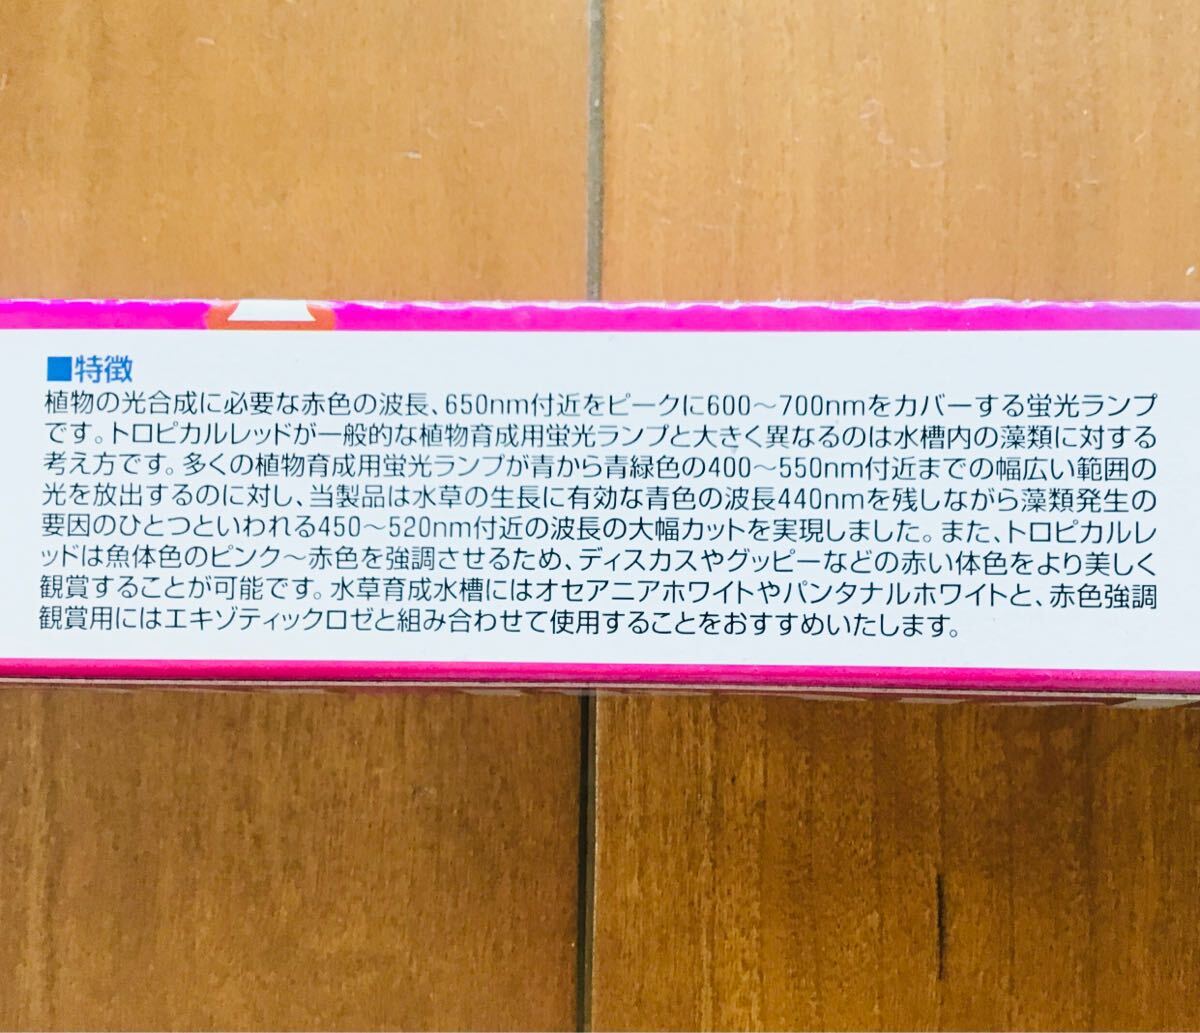 ■特徴
植物の光合成に必要な赤色の波長、650nm付近をピークに600～700nmをカバーする蛍光ランプ
です。トロピカルレッドが一般的な植物育成用蛍光ランプと大きく異なるのは水槽内の藻類に対する
考え方です。多くの植物育成用蛍光ランプが青から青緑色の400～550nm付近までの幅広い範囲の
光を放出するのに対し、当製品は水草の生長に有効な青色の波長440nmを残しながら藻類発生の
要因のひとつといわれる450～520nm付近の波長の大幅カットを実現しました。また、トロピカルレ
ッドは魚体色のピンク～赤色を強調させるため、ディスカスやグッピーなどの赤い体色をより美しく
観賞することが可能です。水草育成水槽にはオセアニアホワイトやパンタナルホワイトと、赤色強調
観賞用にはエキゾティックロゼと組み合わせて使用することをおすすめいたします。